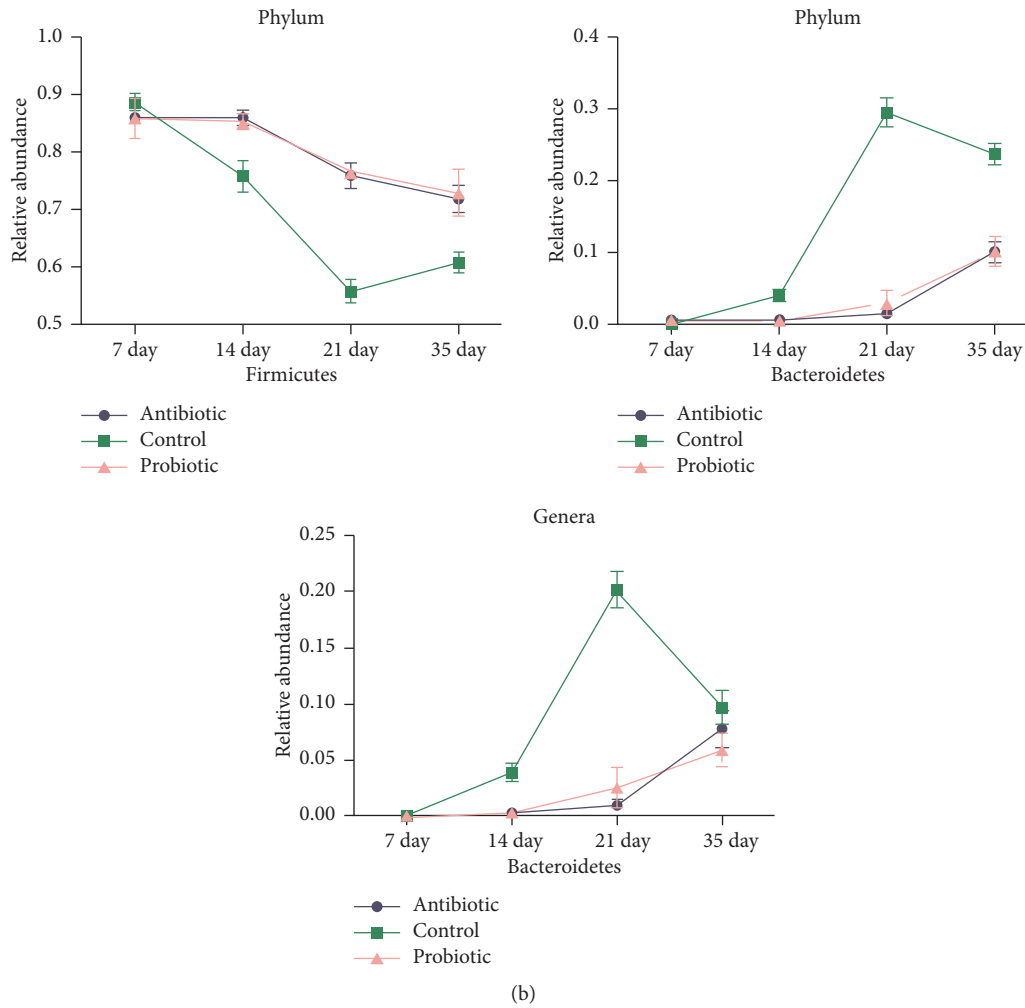 Phylum
1.0
0.9
0.8
0.7
0.6
0.5
Relative abundance
7 day 14 day 21 day 35 day
Firmicutes
Antibiotic
Control
Probiotic
Phylum
0.4
0.3
0.2
0.1
0.0
Relative abundance
7 day 14 day 21 day 35 day
Bacteroidetes
Antibiotic
Control
Probiotic
Genera
0.25
0.20
0.15
0.10
0.05
0.00
Relative abundance
7 day 14 day 21 day 35 day
Bacteroidetes
Antibiotic
Control
Probiotic
(b)